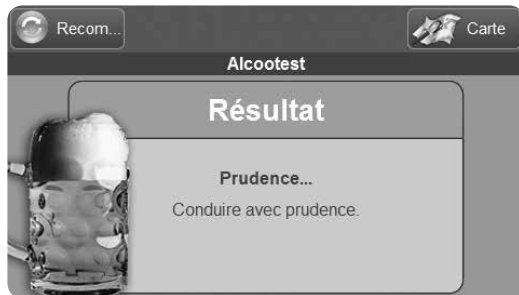 Recom...
Carte
Alcootest
Résultat
Prudence...
Conduire avec prudence.